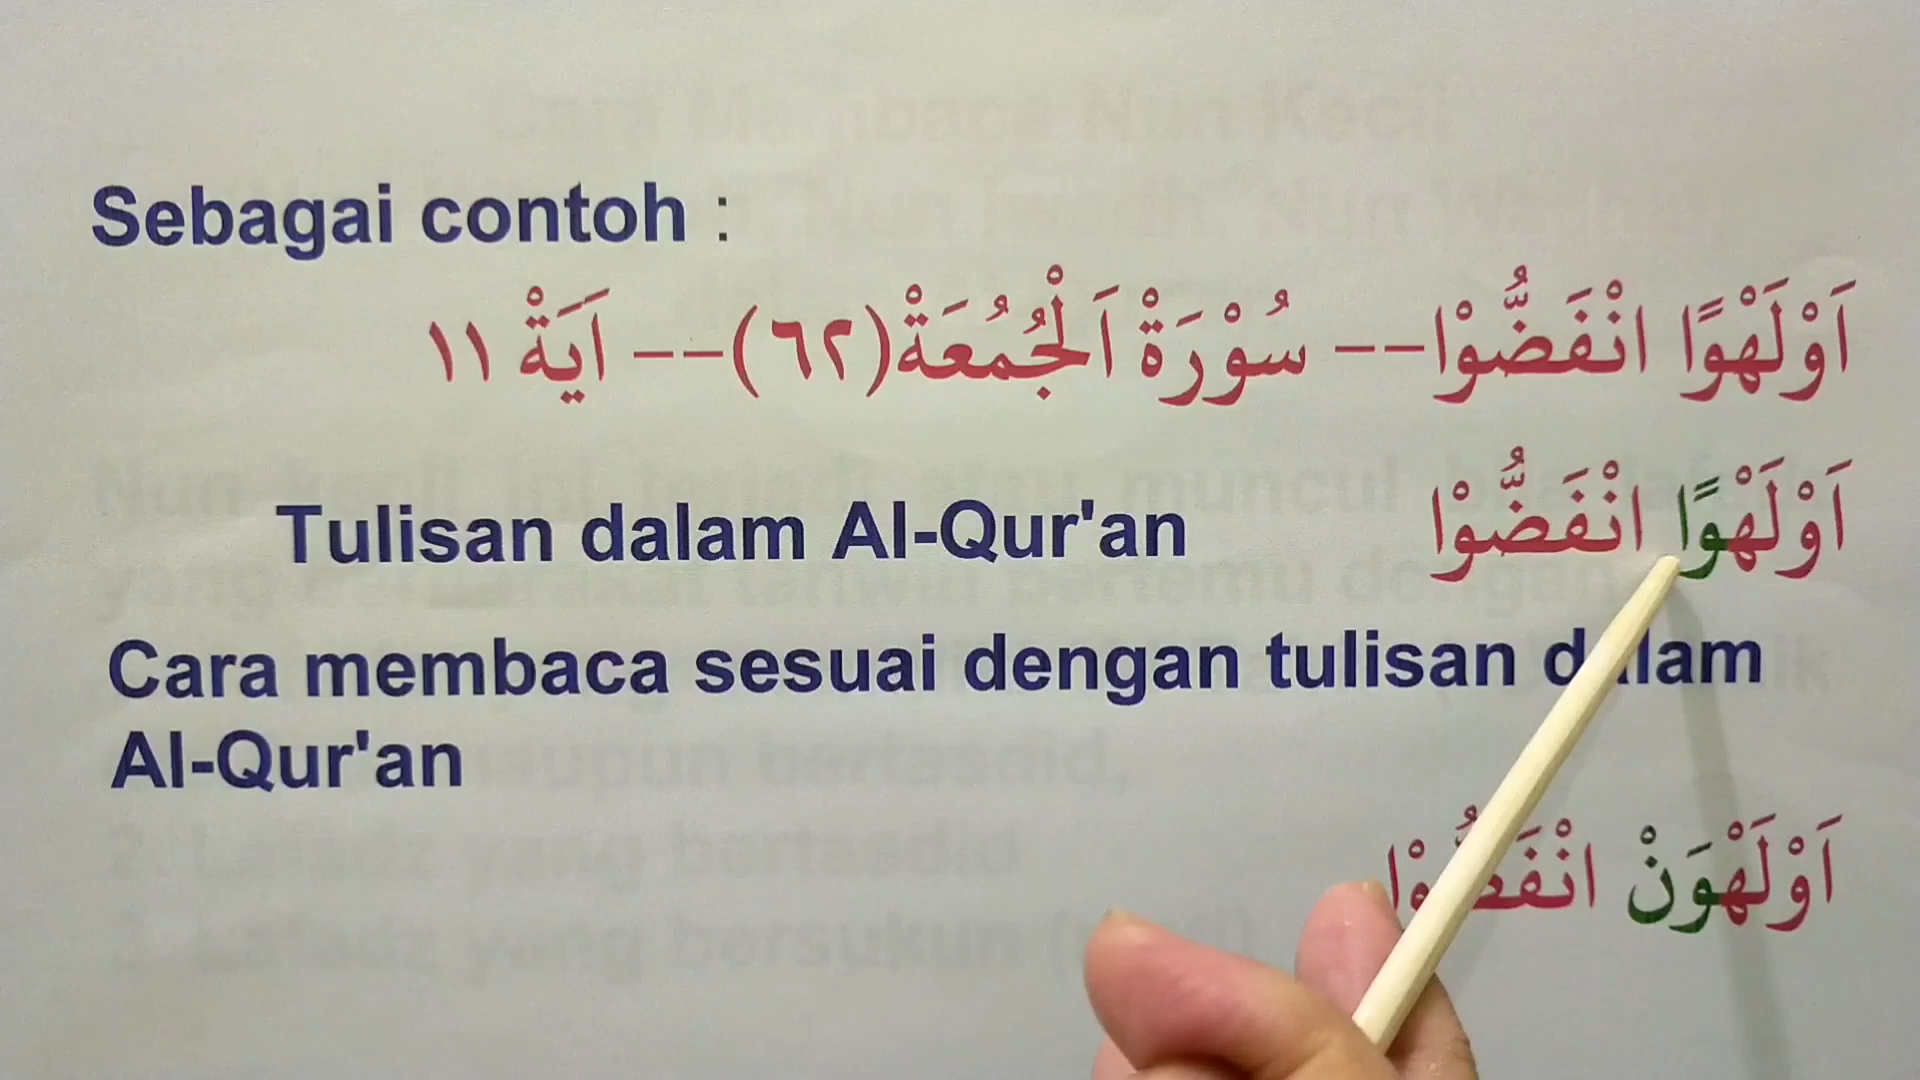 Sebagai contoh :
اَوْلَهْوًا انْفَضُّوْا-- سُوْرَةْ اَلْجُمُعَةْ(٦٢)-- اَيَةْ ١١
Tulisan dalam Al-Qur'an اَوْلَهْوًا انْفَضُّوْا
Cara membaca sesuai dengan tulisan dalam
Al-Qur'an
اَوْلَهْوَنْ انْفَضُّوْا